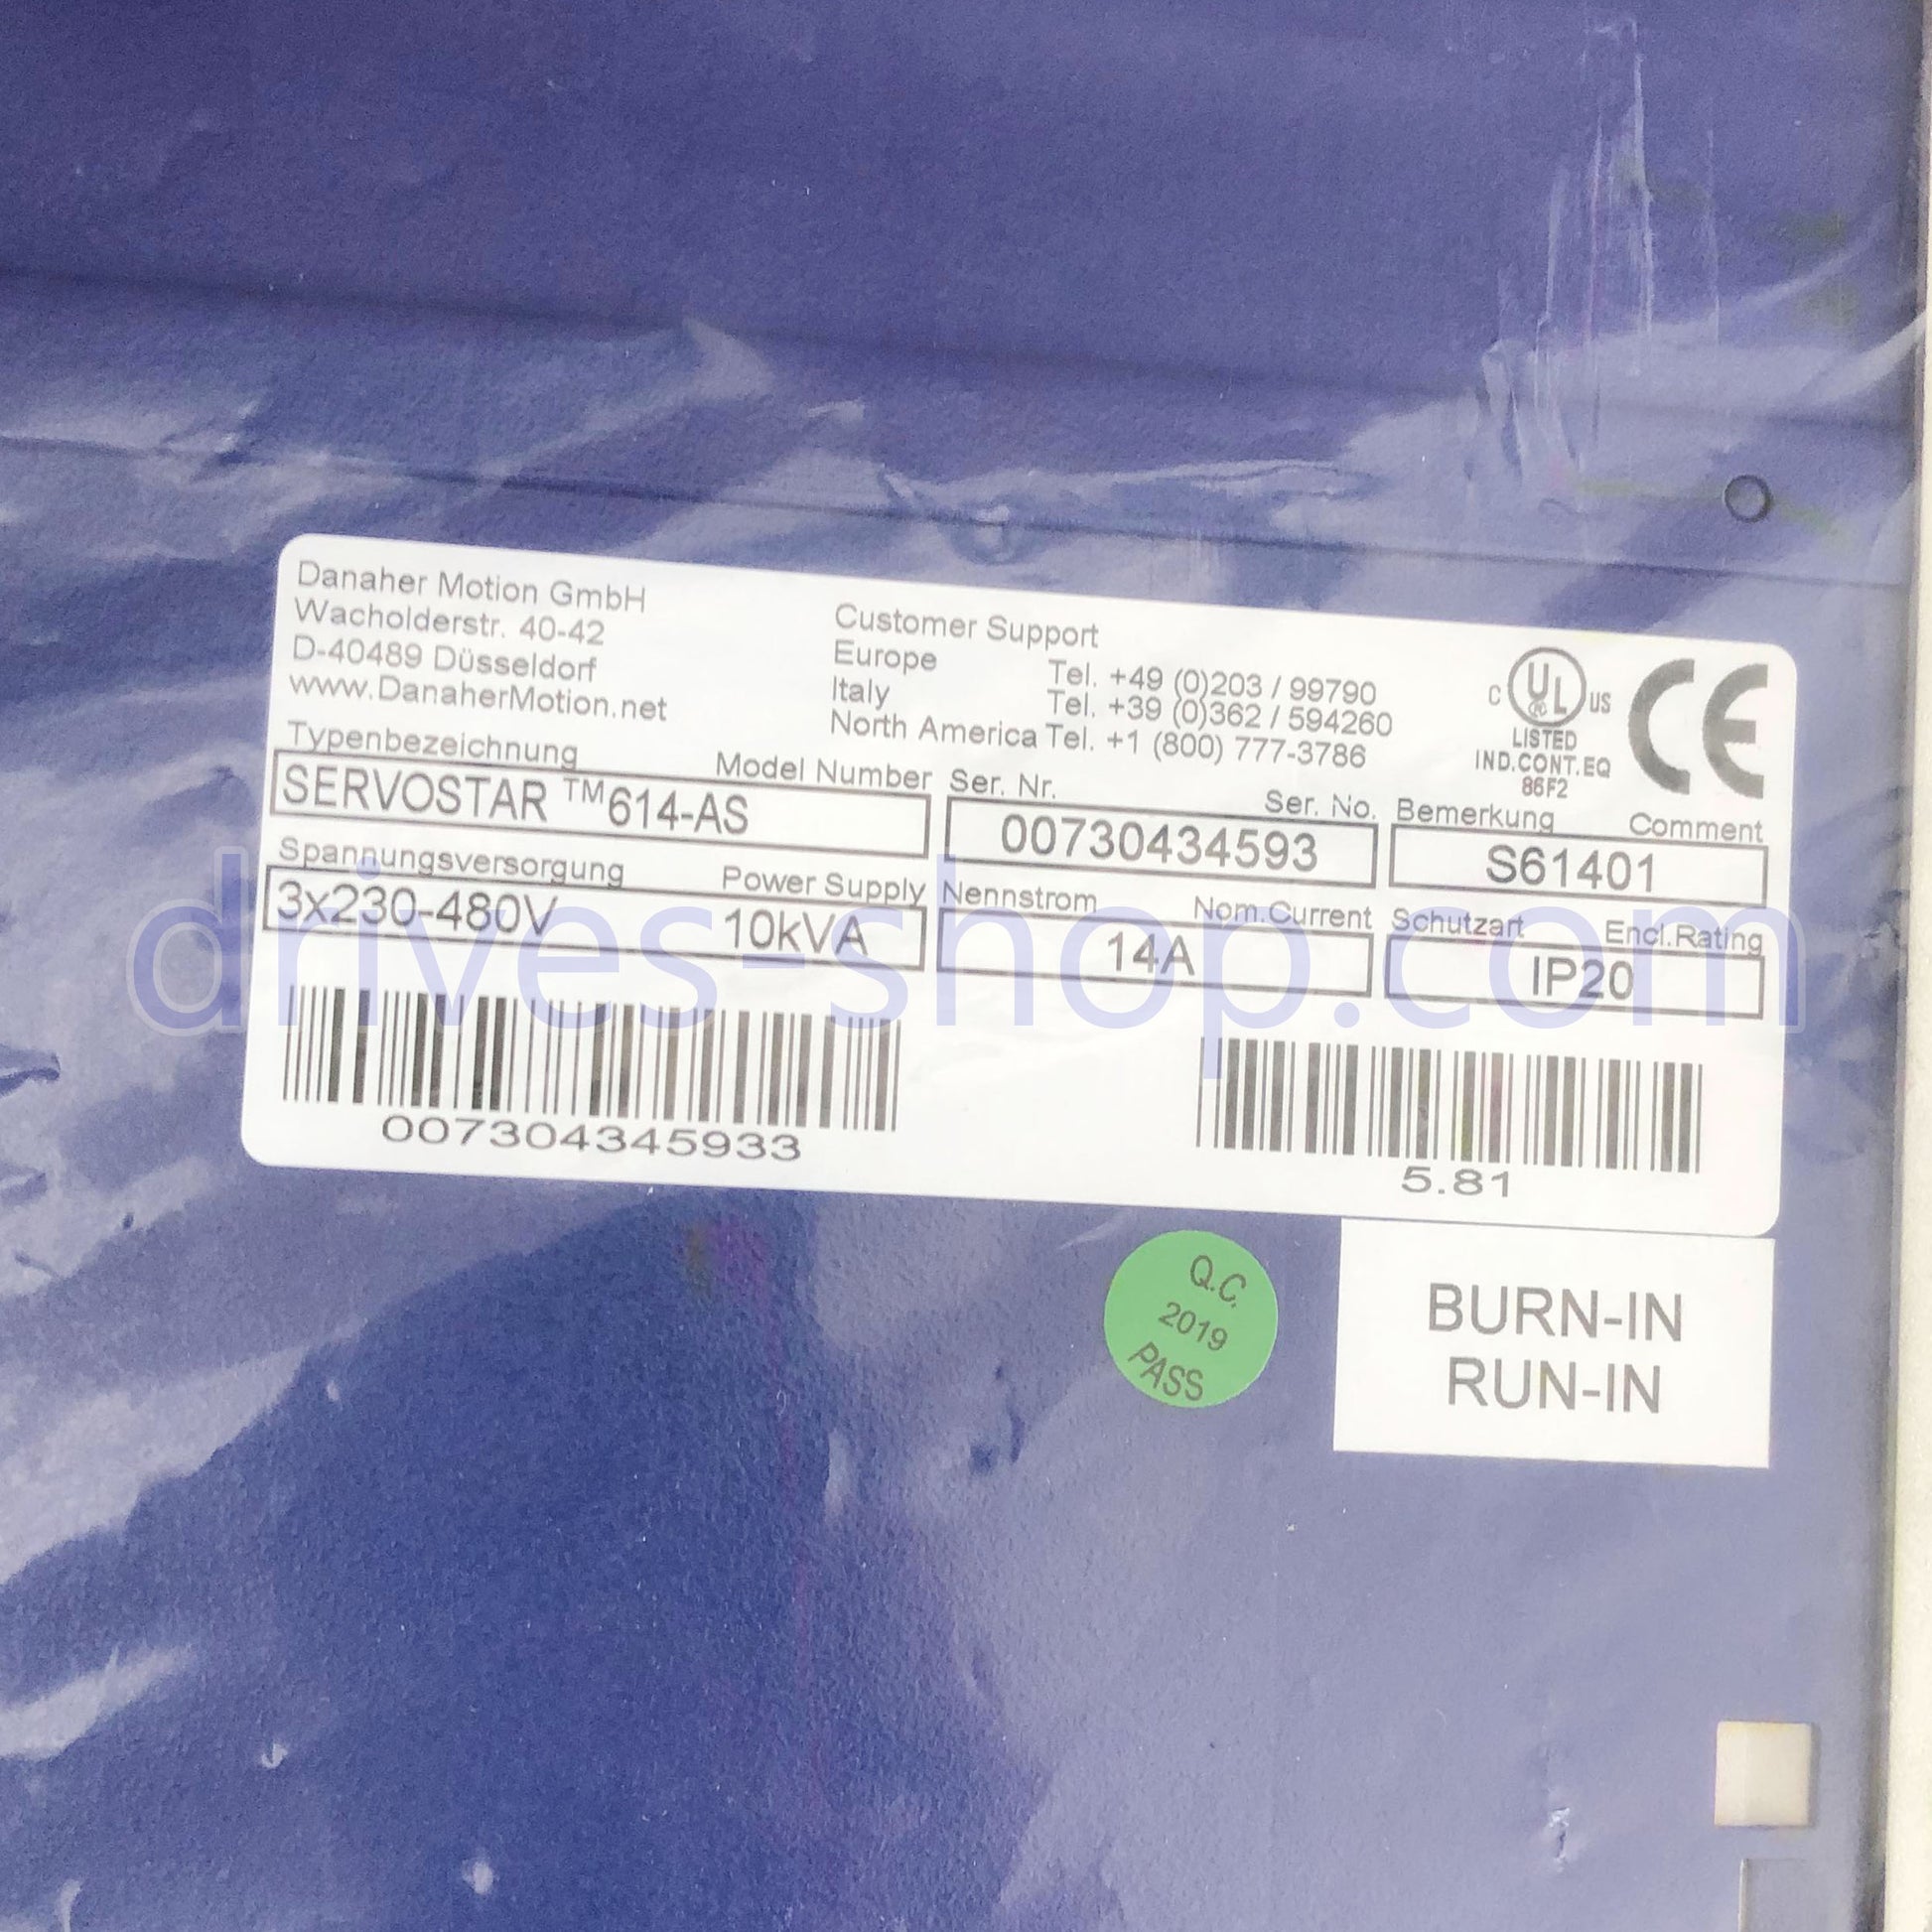 Danaher Motion GmbH
Wacholderstr. 40-42
D-40489 Düsseldorf
www.DanaherMotion.net
Customer Support
Europe Tel. +49 (0)203 / 99790
Italy Tel. +39 (0)362 / 594260
North America Tel. +1 (800) 777-3786
C UL US
LISTED
IND.CONT.EQ
86F2
CE
Typenbezeichnung Model Number
SERVOSTAR ™614-AS
Ser. Nr. Ser. No.
00730434593
Bemerkung Comment
S61401
Spannungsversorgung Power Supply
3x230-480V 10kVA
Nennstrom Nom.Current
14A
Schutzart Encl.Rating
IP20
drives-shop.com
007304345933
5.81
Q.C.
2019
PASS
BURN-IN
RUN-IN